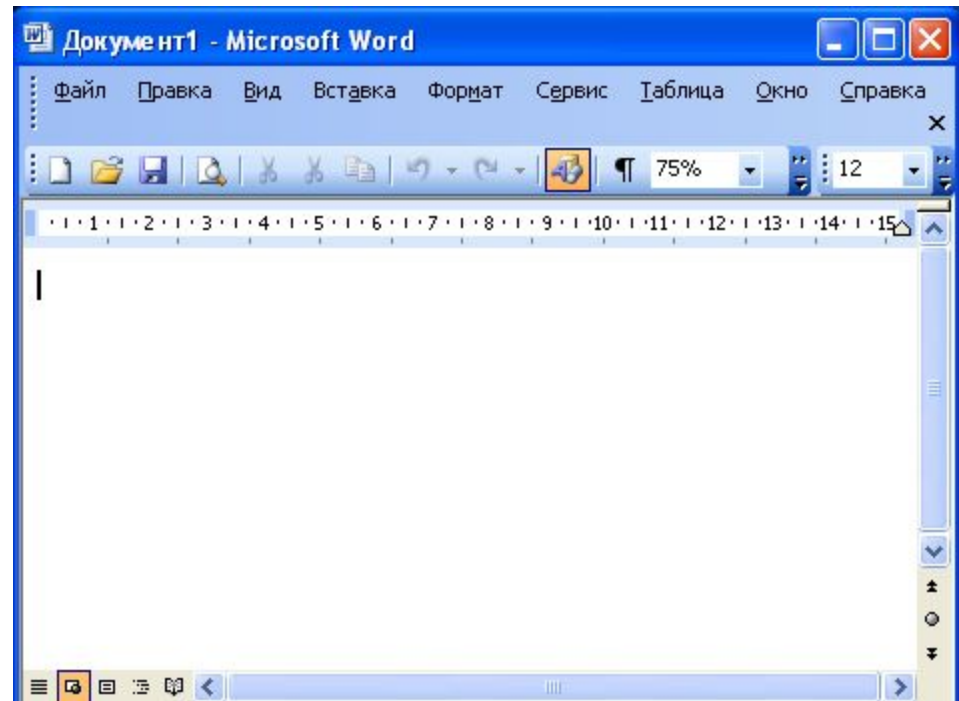 Документ1 - Microsoft Word
Файл Правка Вид Вставка Формат Сервис Таблица Окно Справка
¶ 75% 12
1 2 3 4 5 6 7 8 9 10 11 12 13 14 15